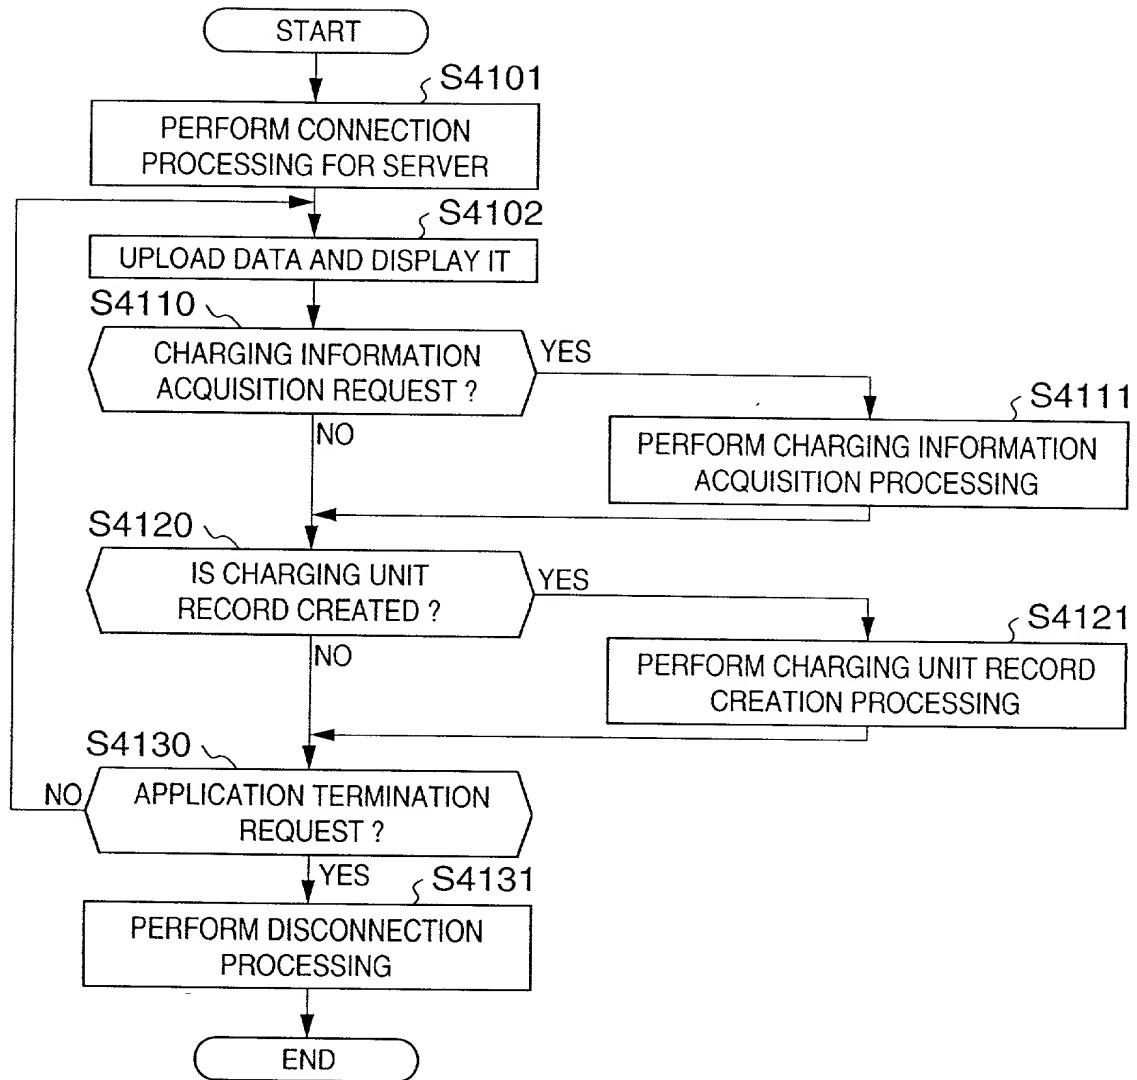 START
S4101
PERFORM CONNECTION
PROCESSING FOR SERVER
S4102
UPLOAD DATA AND DISPLAY IT
S4110
CHARGING INFORMATION
ACQUISITION REQUEST ?
YES
NO
S4111
PERFORM CHARGING INFORMATION
ACQUISITION PROCESSING
S4120
IS CHARGING UNIT
RECORD CREATED ?
YES
NO
S4121
PERFORM CHARGING UNIT RECORD
CREATION PROCESSING
S4130
NO
APPLICATION TERMINATION
REQUEST ?
YES
S4131
PERFORM DISCONNECTION
PROCESSING
END